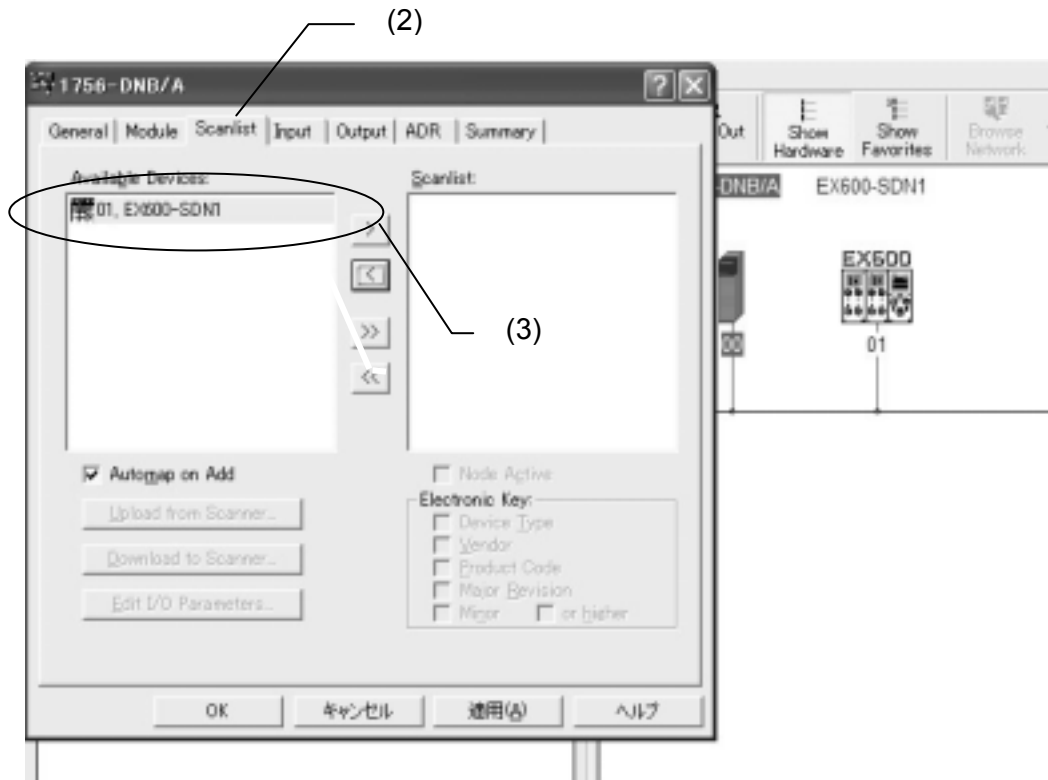 (2)
1756-DNB/A
General Module Scanlist Input Output ADR Summary
Available Devices:
01, EX600-SDN1
>
<
>>
<<
Scanlist:
(3)
Automap on Add
Upload from Scanner...
Download to Scanner...
Edit I/O Parameters...
Node Active
Electronic Key:
Device Type
Vendor
Product Code
Major Revision
Minor or higher
OK キャンセル 適用(A) ヘルプ
Out Show Hardware Show Favorites Browse Network
-DNB/A EX600-SDN1
EX600
00
01